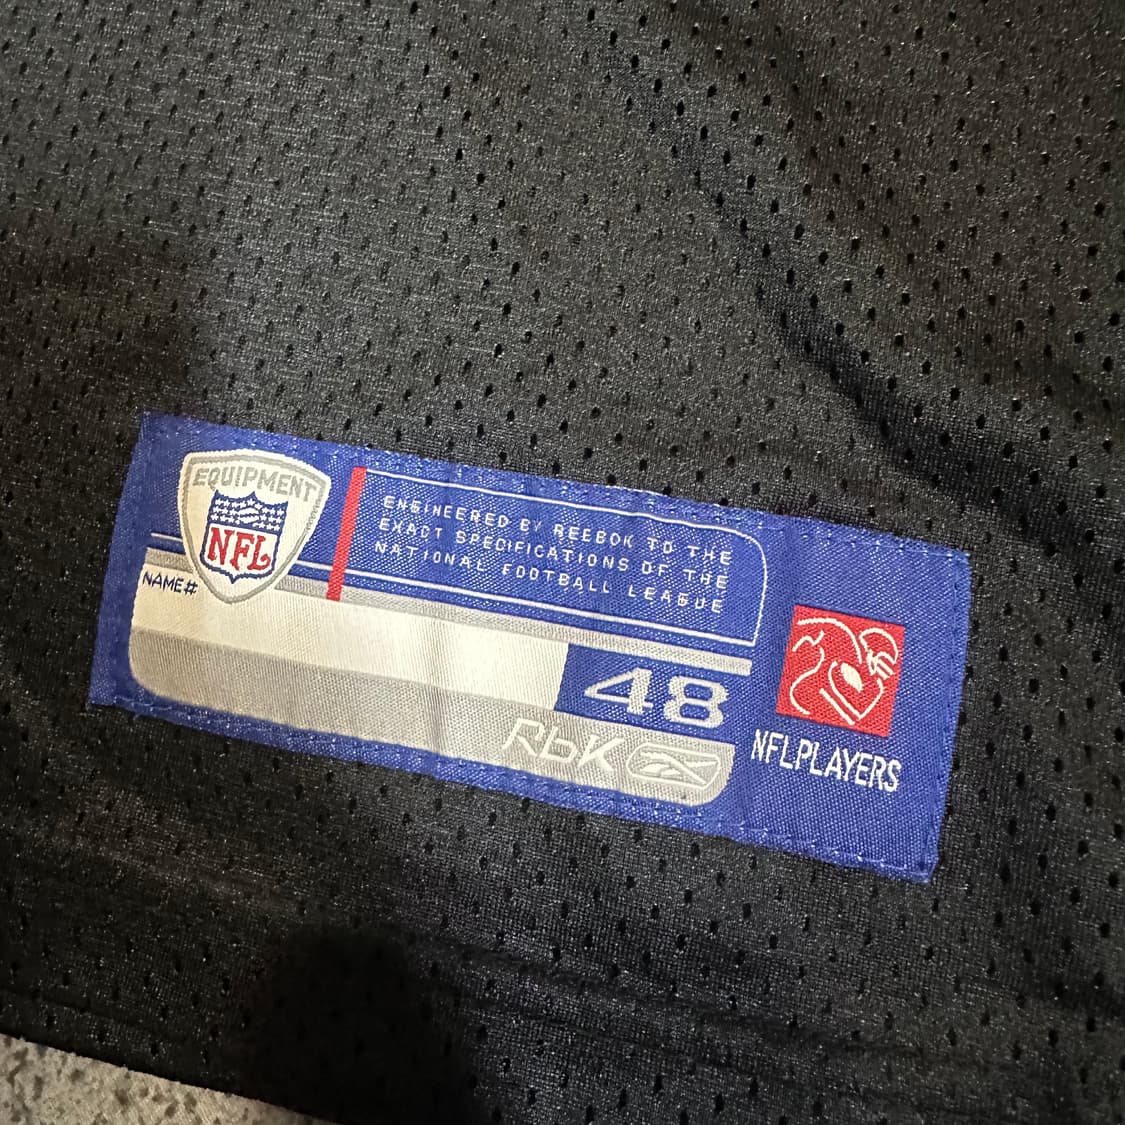 EQUIPMENT
NFL
ENGINEERED BY REEBOK TO THE
EXACT SPECIFICATIONS OF THE
NATIONAL FOOTBALL LEAGUE
NAME#
48
RbK
NFLPLAYERS